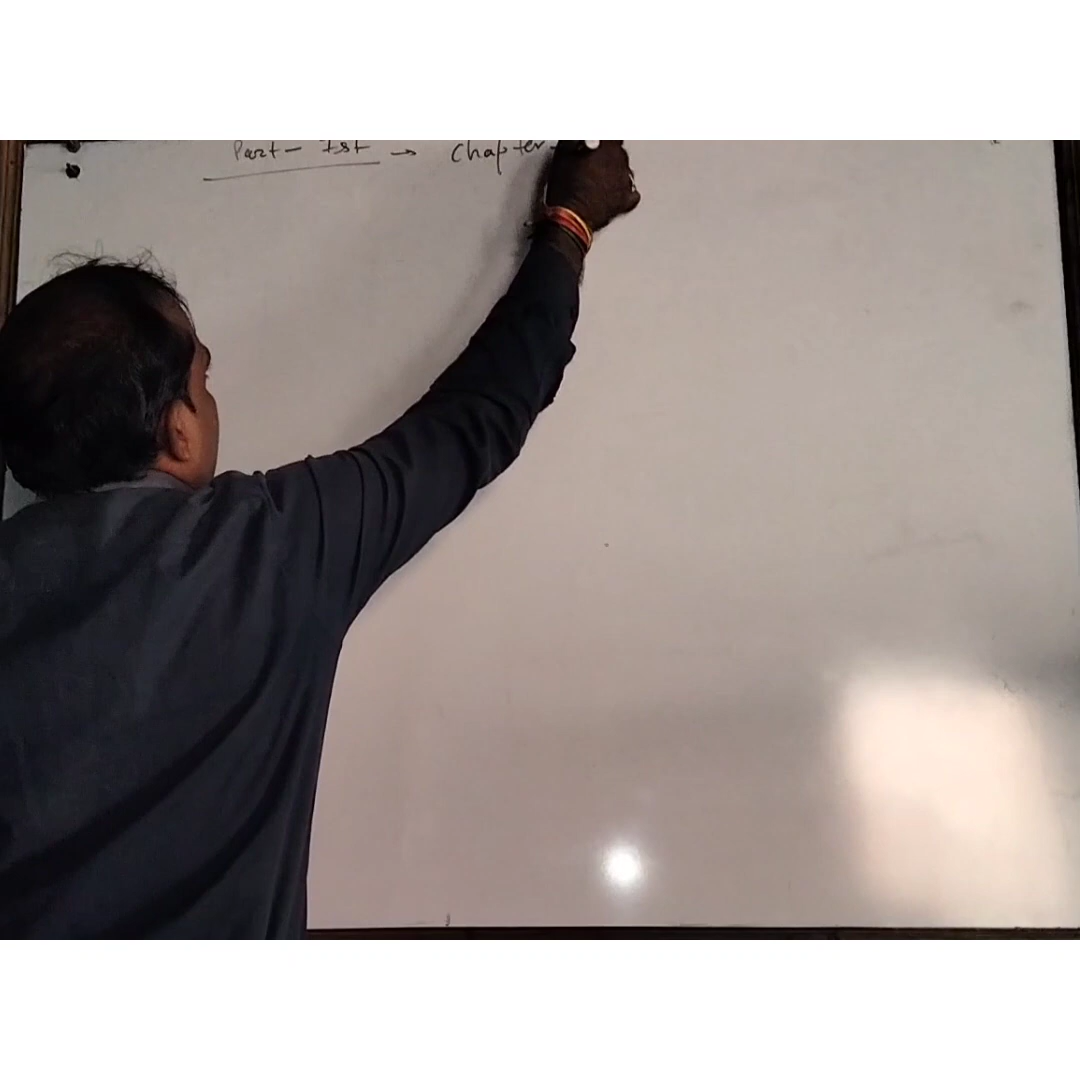 Part - Ist → Chapter -